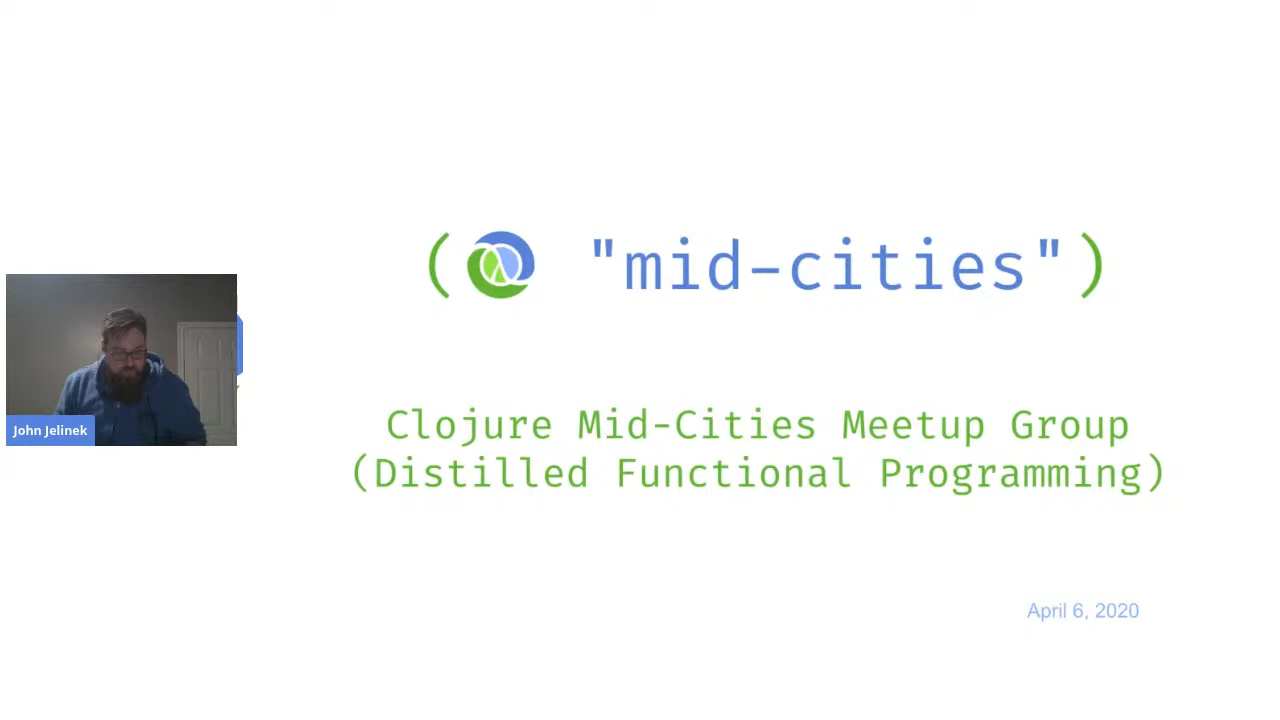 ( "mid-cities")
John Jelinek
Clojure Mid-Cities Meetup Group
(Distilled Functional Programming)
April 6, 2020